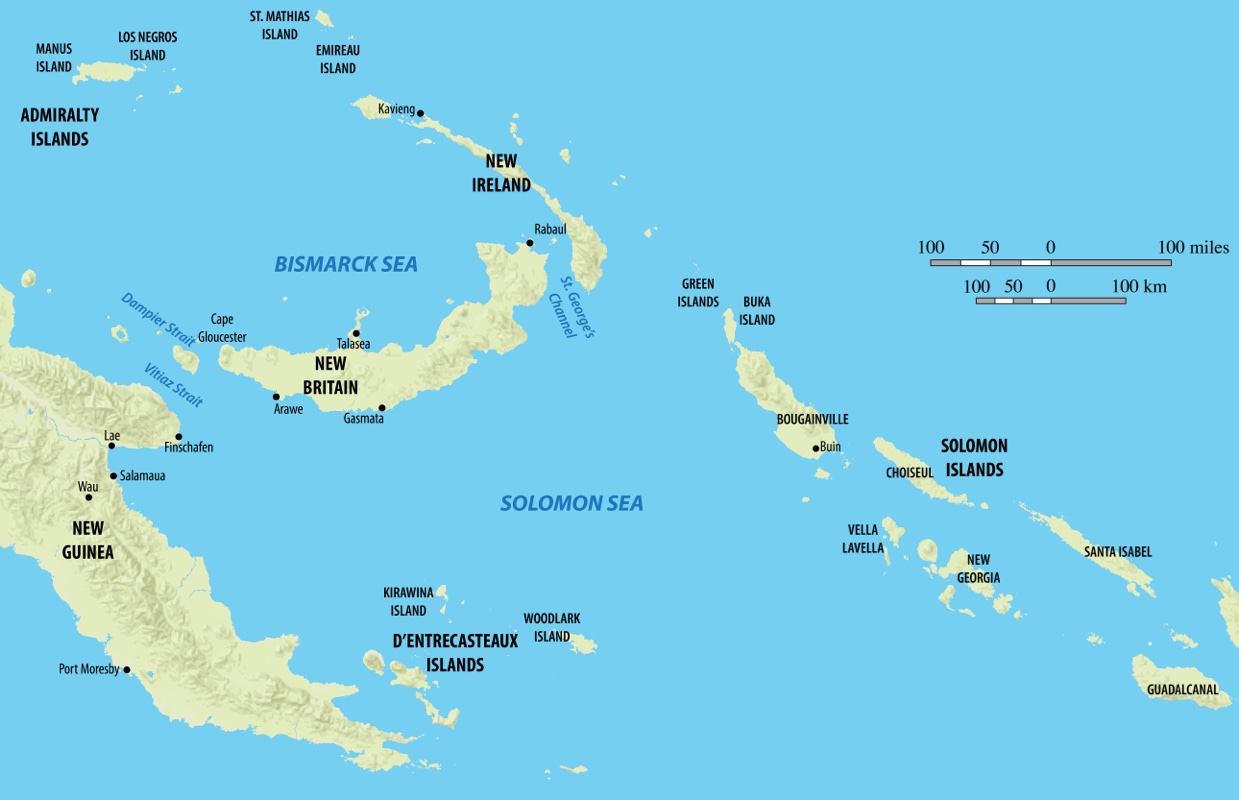 ST. MATHIAS
ISLAND
LOS NEGROS
ISLAND
MANUS
ISLAND
EMIREAU
ISLAND
ADMIRALTY
ISLANDS
Kavieng
NEW
IRELAND
Rabaul
BISMARCK SEA
St. George's
Channel
100 50 0 100 miles
100 50 0 100 km
GREEN
ISLANDS
BUKA
ISLAND
Dampier Strait
Cape
Gloucester
Talasea
NEW
BRITAIN
Vitiaz Strait
Arawe
Gasmata
BOUGAINVILLE
Buin
Lae
Finschafen
SOLOMON
ISLANDS
CHOISEUL
Salamaua
Wau
SOLOMON SEA
NEW
GUINEA
VELLA
LAVELLA
SANTA ISABEL
NEW
GEORGIA
KIRAWINA
ISLAND
WOODLARK
ISLAND
D'ENTRECASTEAUX
ISLANDS
Port Moresby
GUADALCANAL